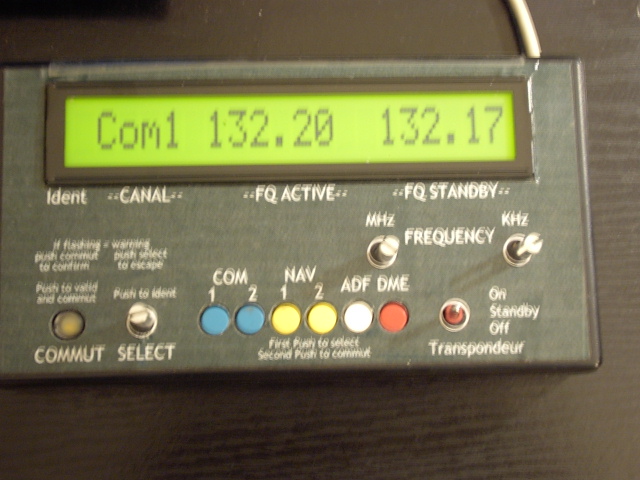 Com1 132.20 132.17
Ident --CANAL-- --FQ ACTIVE-- --FQ STANDBY--
MHz KHz
FREQUENCY
If flashing = warning
push commut push select
to confirm to escape
COM NAV ADF DME
1 2 1 2
Push to valid
and commut
Push to ident
On
Standby
Off
COMMUT SELECT
First Push to select
Second Push to commut
Transpondeur